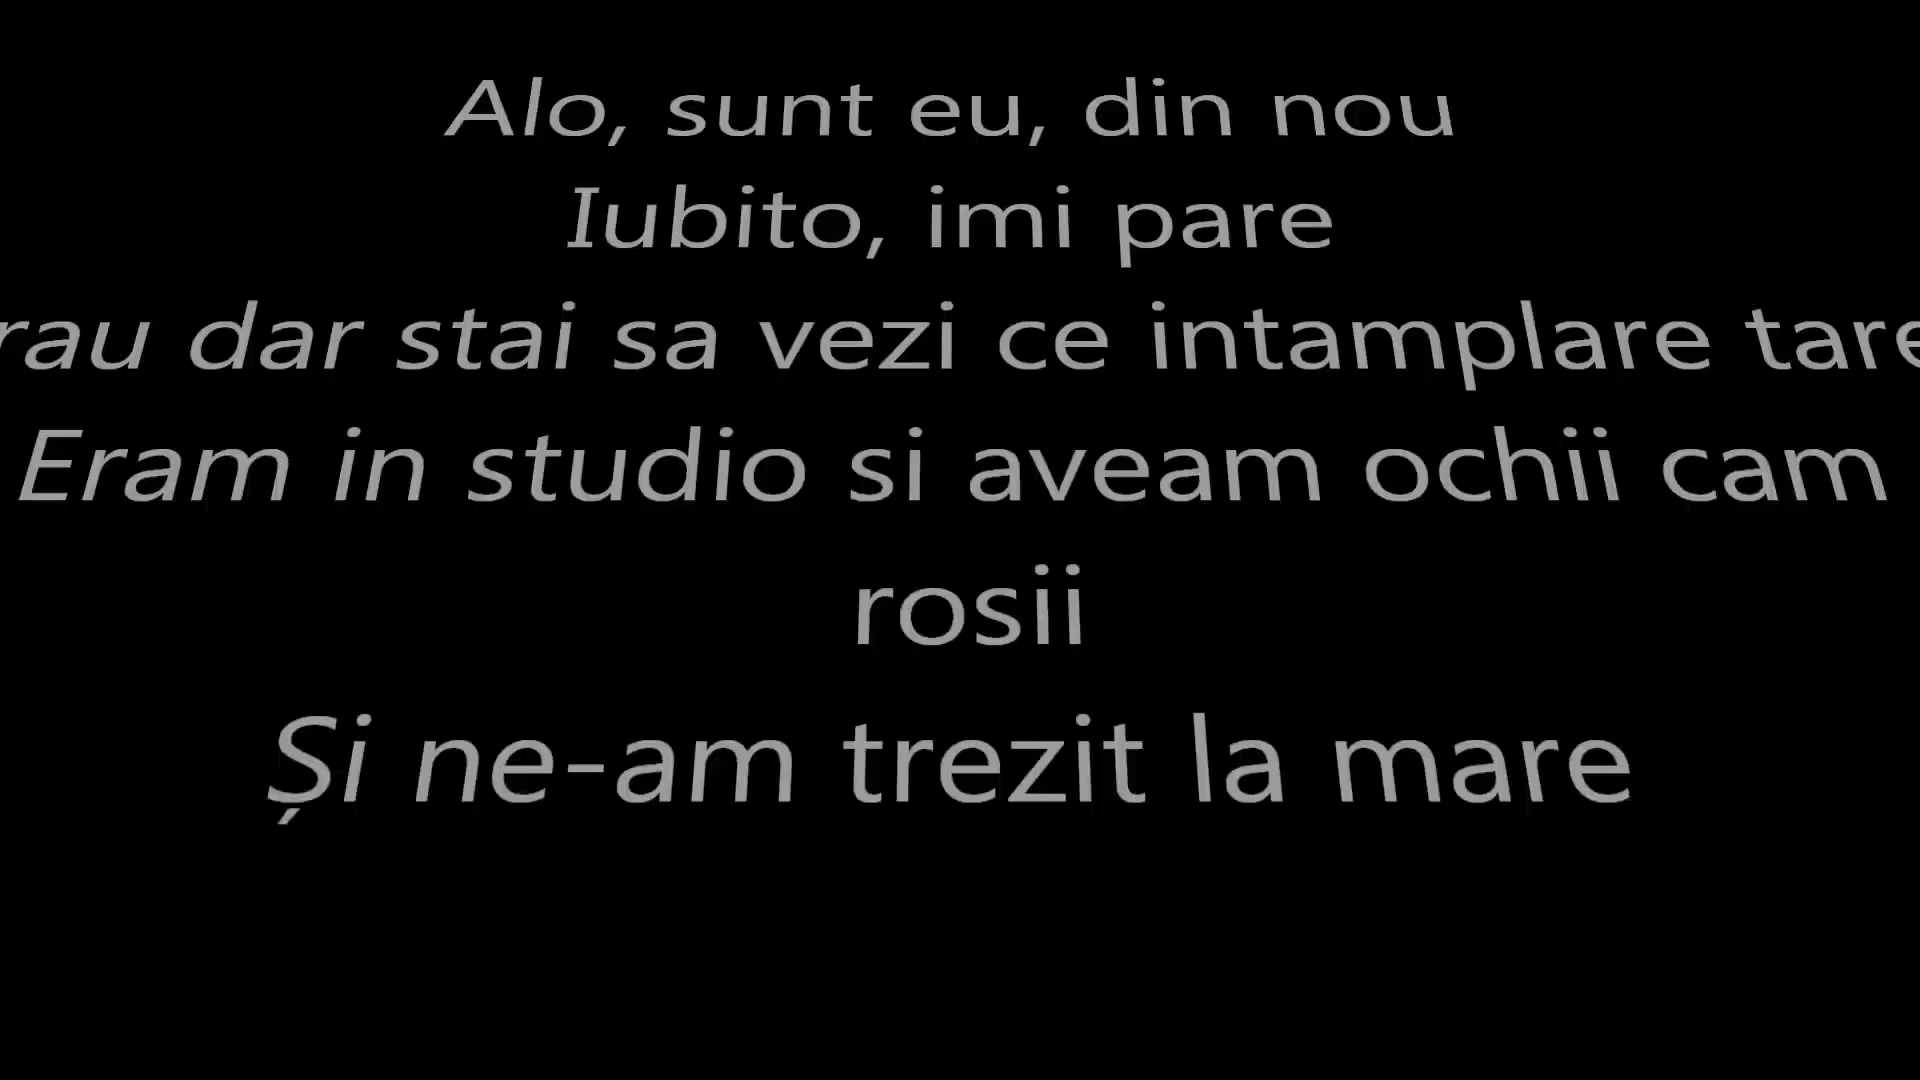 Alo, sunt eu, din nou
Iubito, imi pare
rau dar stai sa vezi ce intamplare tare
Eram in studio si aveam ochii cam
rosii
Și ne-am trezit la mare